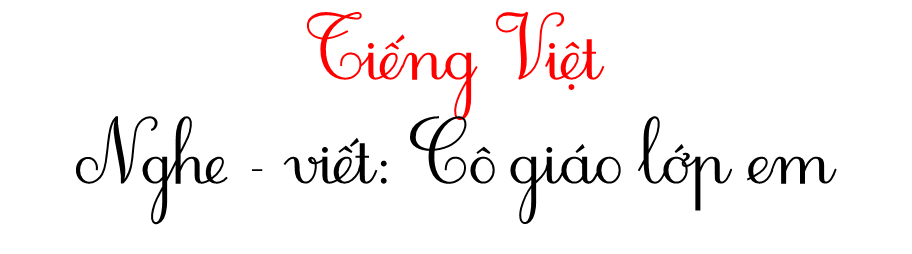 Tiếng Việt
Nghe - viết: Cô giáo lớp em